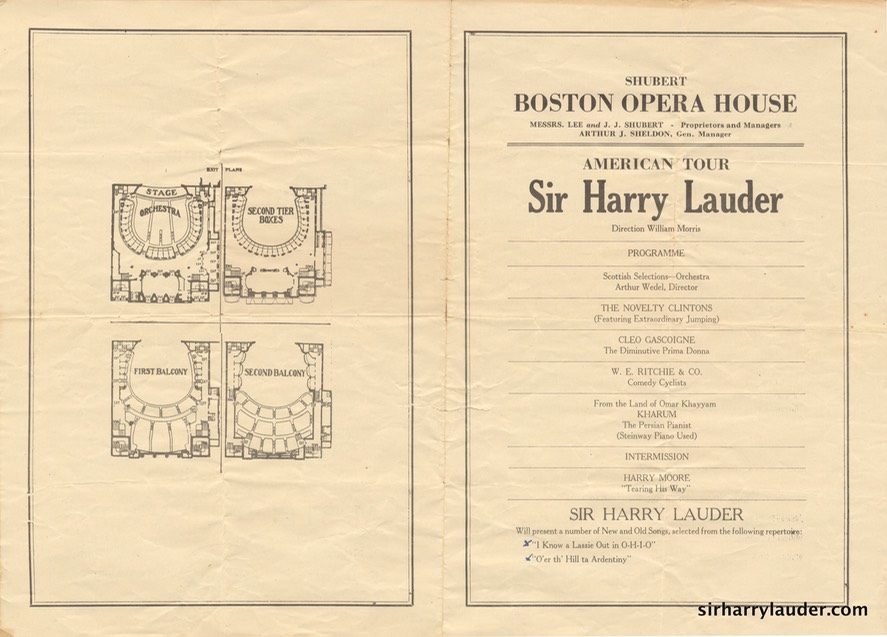 EXIT PLANS
STAGE
ORCHESTRA
SECOND TIER
BOXES
FIRST BALCONY
SECOND BALCONY
SHUBERT
BOSTON OPERA HOUSE
MESSRS. LEE and J. J. SHUBERT - Proprietors and Managers
ARTHUR J. SHELDON, Gen. Manager
AMERICAN TOUR
Sir Harry Lauder
Direction William Morris
PROGRAMME
Scottish Selections—Orchestra
Arthur Wedel, Director
THE NOVELTY CLINTONS
(Featuring Extraordinary Jumping)
CLEO GASCOIGNE
The Diminutive Prima Donna
W. E. RITCHIE & CO.
Comedy Cyclists
From the Land of Omar Khayyam
KHARUM
The Persian Pianist
(Steinway Piano Used)
INTERMISSION
HARRY MOORE
"Tearing His Way"
SIR HARRY LAUDER
Will present a number of New and Old Songs, selected from the following repertoire:
"I Know a Lassie Out in O-H-I-O"
"O'er th' Hill ta Ardentiny"
sirharrylauder.com